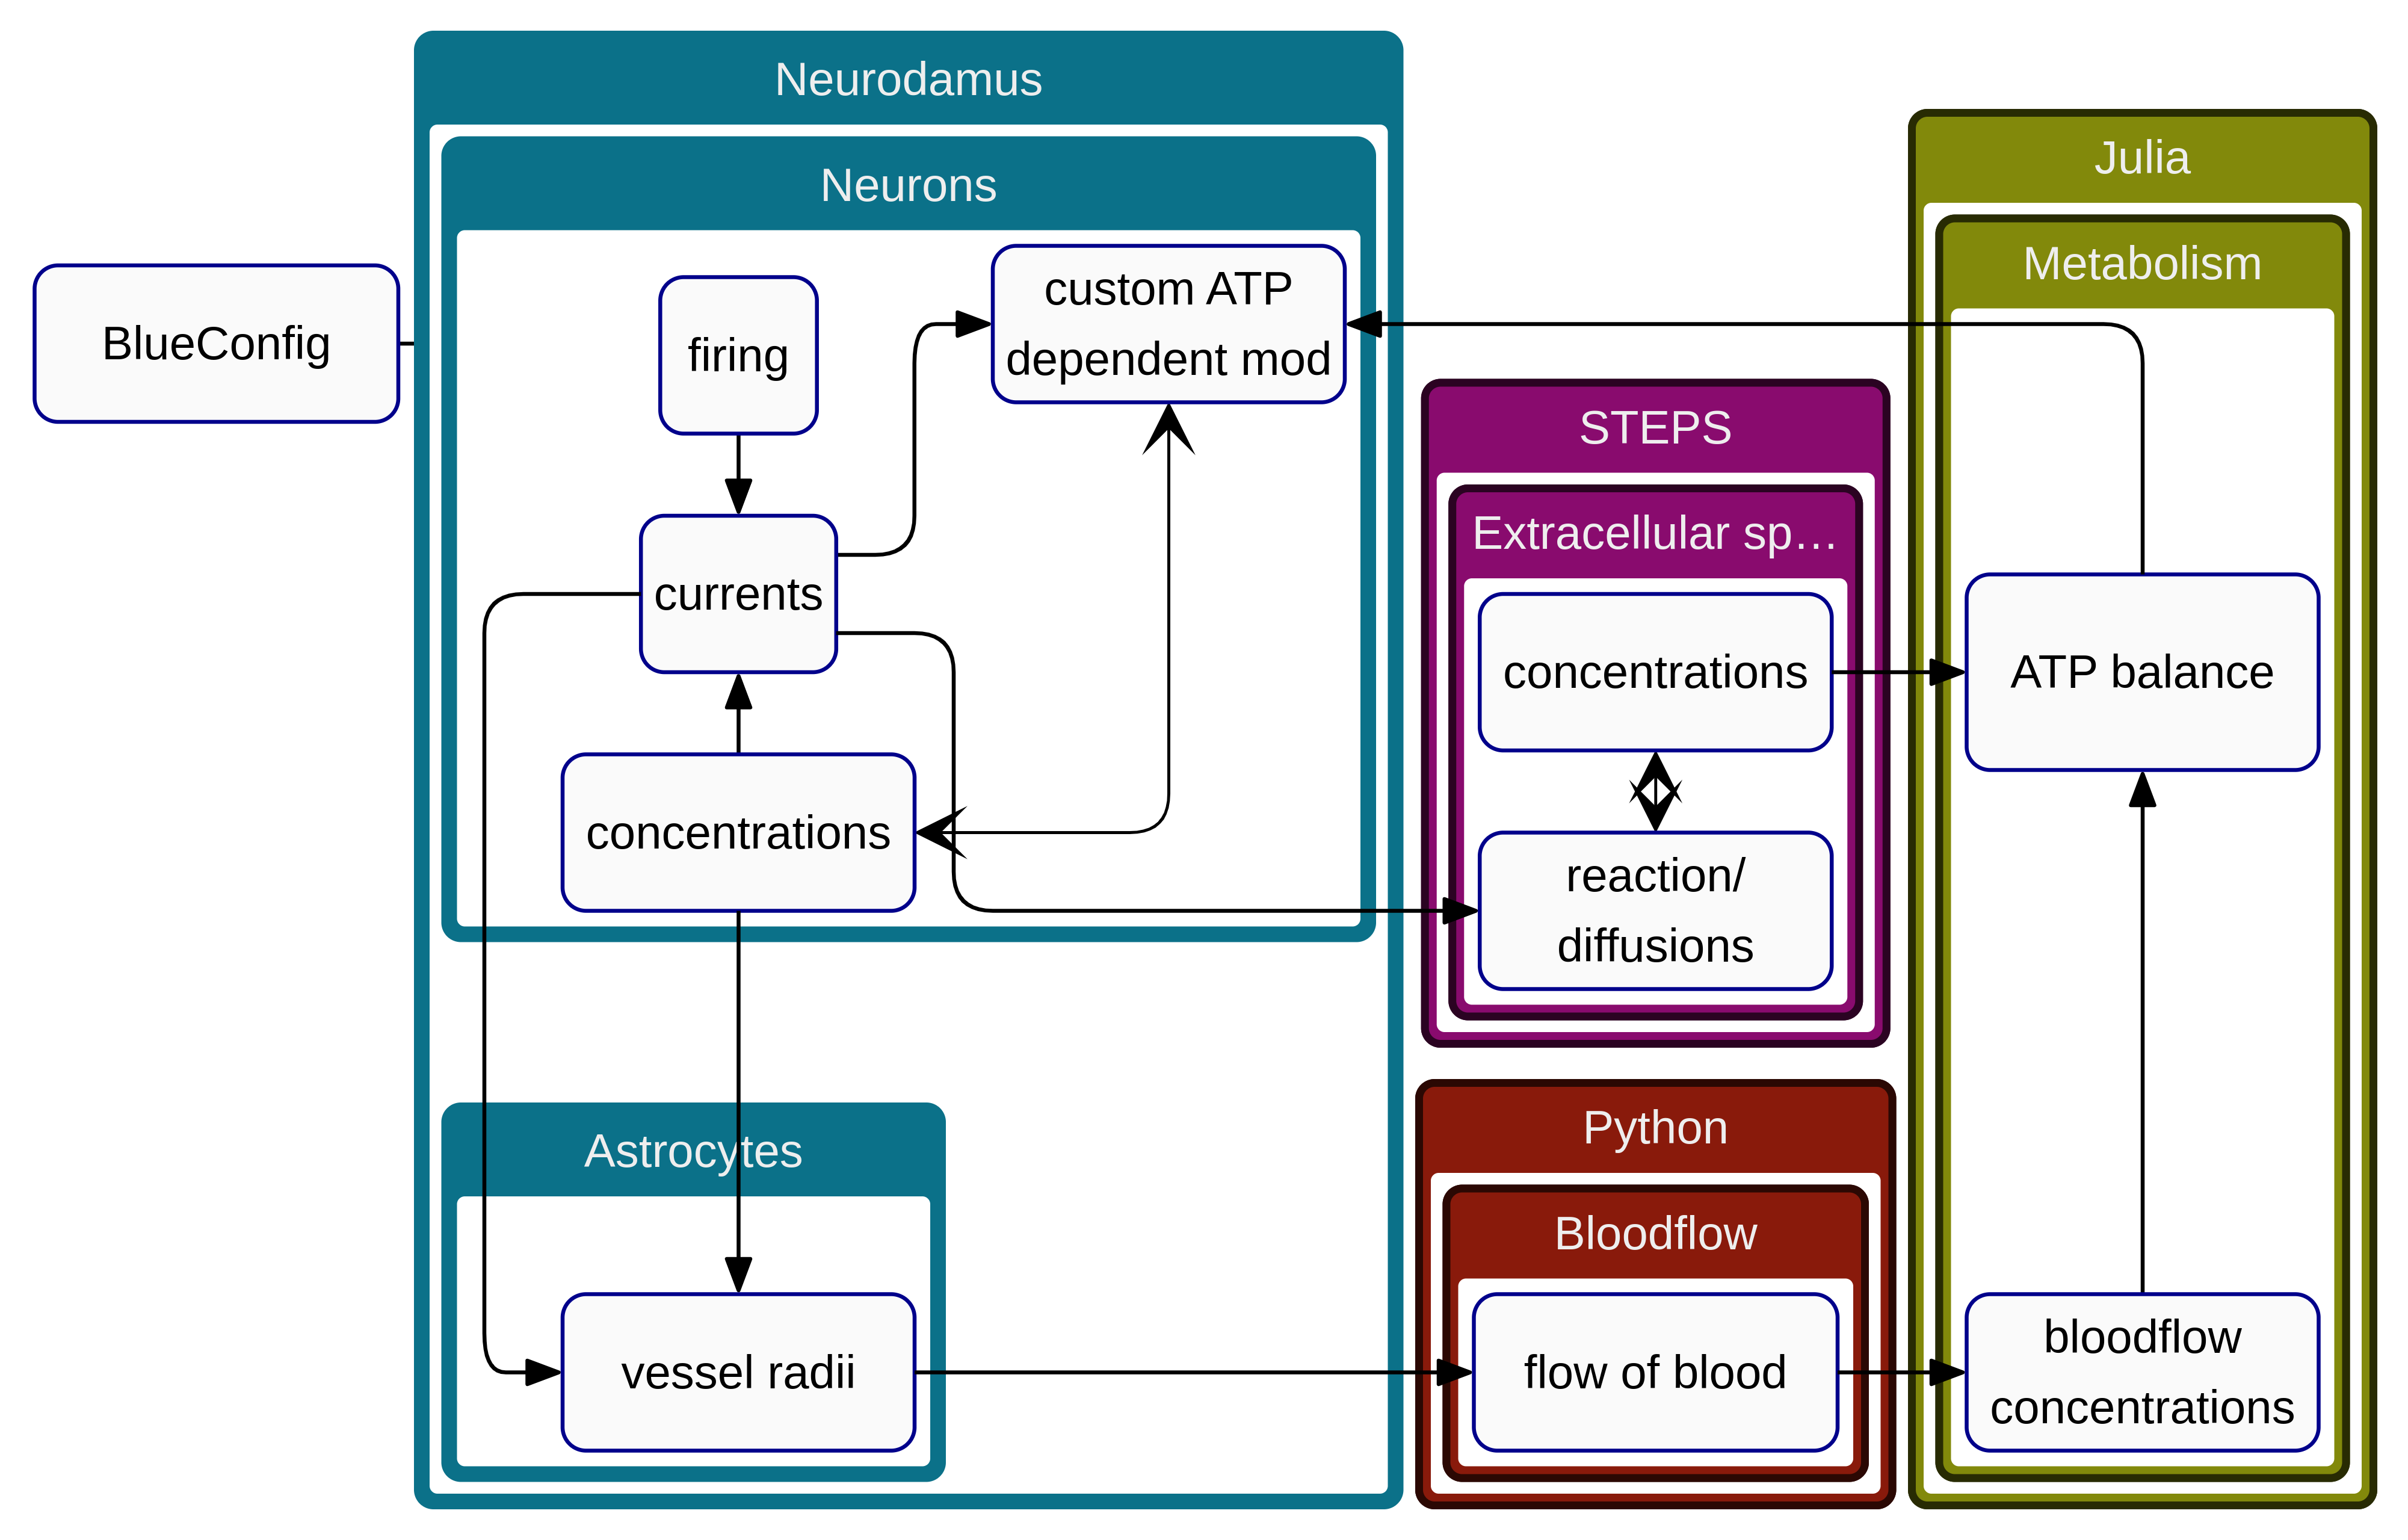 Neurodamus
Neurons
BlueConfig
firing
custom ATP
dependent mod
currents
concentrations
Astrocytes
vessel radii
STEPS
Extracellular sp…
concentrations
reaction/
diffusions
Python
Bloodflow
flow of blood
Julia
Metabolism
ATP balance
bloodflow
concentrations